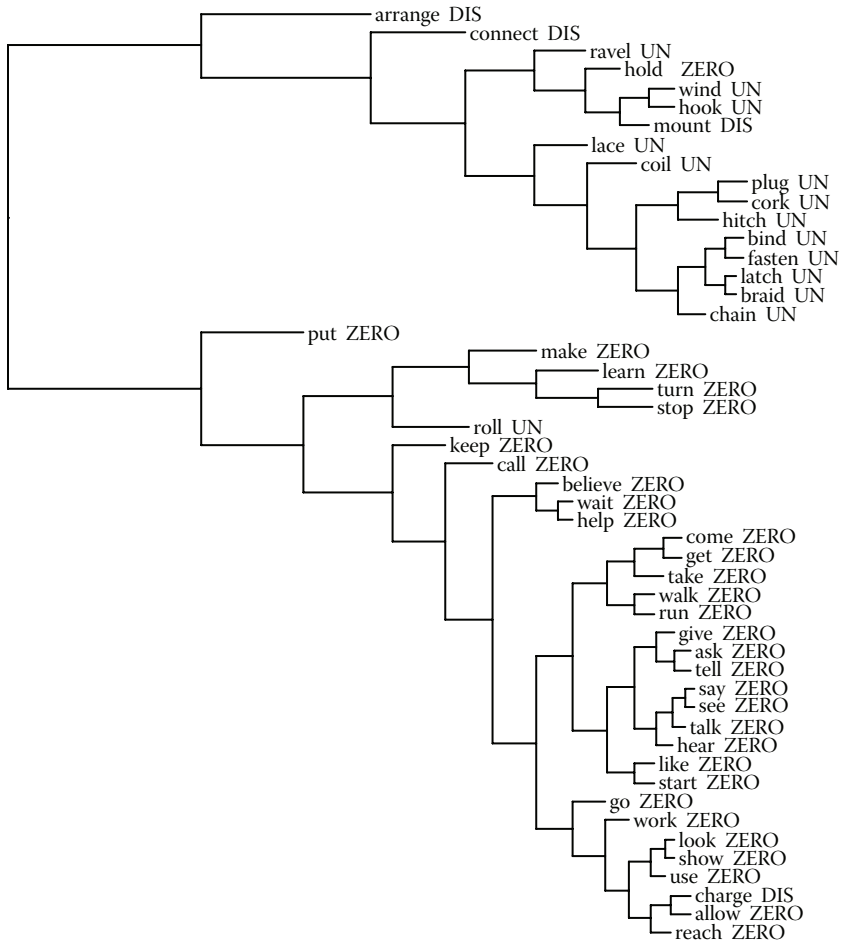 arrange DIS
connect DIS
ravel UN
hold ZERO
wind UN
hook UN
mount DIS
lace UN
coil UN
plug UN
cork UN
hitch UN
bind UN
fasten UN
latch UN
braid UN
chain UN
put ZERO
make ZERO
learn ZERO
turn ZERO
stop ZERO
roll UN
keep ZERO
call ZERO
believe ZERO
wait ZERO
help ZERO
come ZERO
get ZERO
take ZERO
walk ZERO
run ZERO
give ZERO
ask ZERO
tell ZERO
say ZERO
see ZERO
talk ZERO
hear ZERO
like ZERO
start ZERO
go ZERO
work ZERO
look ZERO
show ZERO
use ZERO
charge DIS
allow ZERO
reach ZERO